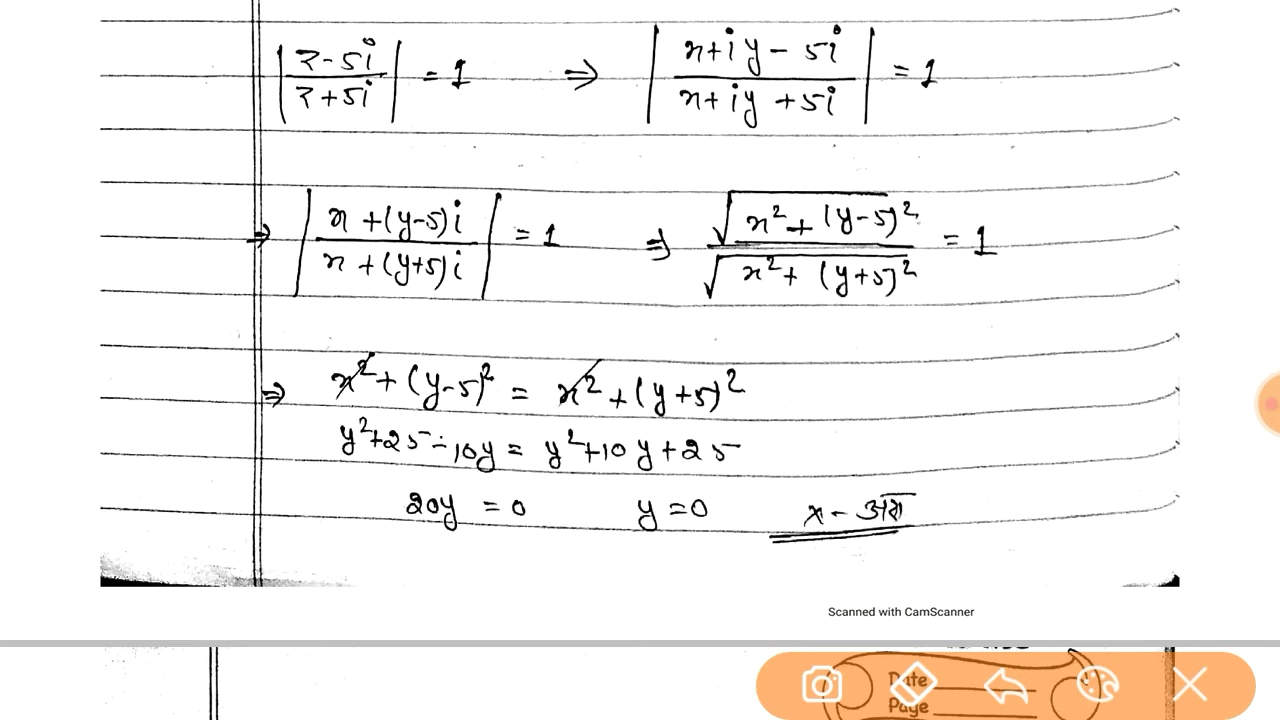 |z-5i / z+5i| = 1 ⇒ |x+iy-5i / x+iy+5i| = 1
⇒ |x+(y-5)i / x+(y+5)i| = 1 ⇒ √x²+(y-5)² / √x²+(y+5)² = 1
⇒ x²+(y-5)² = x²+(y+5)²
y²+25-10y = y²+10y+25
20y = 0 y=0 x-अक्ष
Scanned with CamScanner
Date
Page